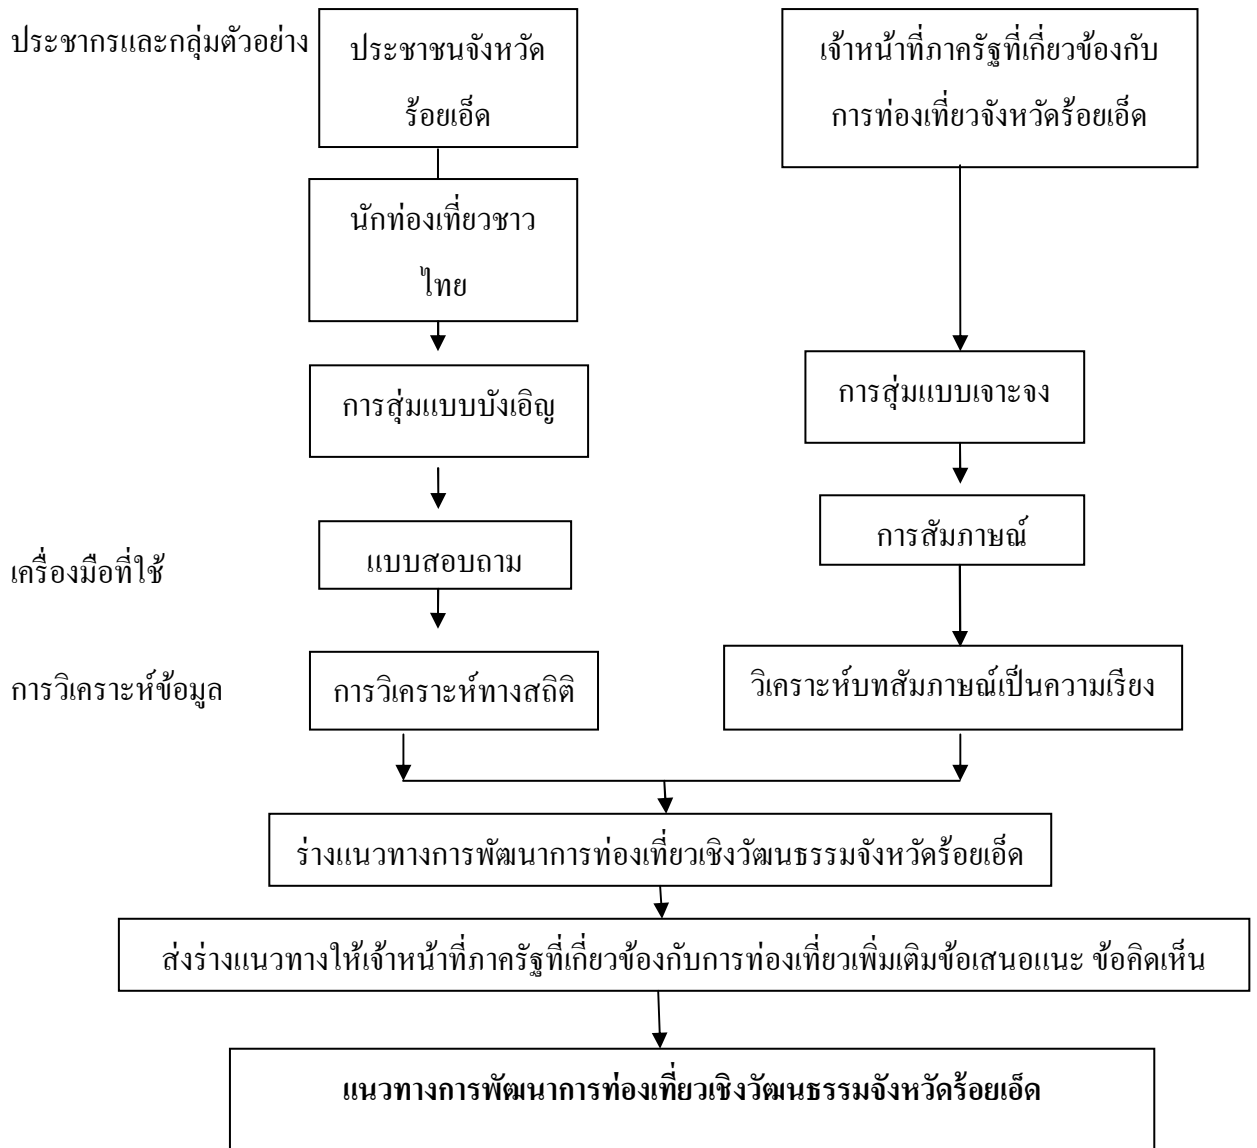 ประชากรและกลุ่มตัวอย่าง
ประชาชนจังหวัด
ร้อยเอ็ด
เจ้าหน้าที่ภาครัฐที่เกี่ยวข้องกับ
การท่องเที่ยวจังหวัดร้อยเอ็ด
นักท่องเที่ยวชาว
ไทย
การสุ่มแบบบังเอิญ
การสุ่มแบบเจาะจง
เครื่องมือที่ใช้
แบบสอบถาม
การสัมภาษณ์
การวิเคราะห์ข้อมูล
การวิเคราะห์ทางสถิติ
วิเคราะห์บทสัมภาษณ์เป็นความเรียง
ร่างแนวทางการพัฒนาการท่องเที่ยวเชิงวัฒนธรรมจังหวัดร้อยเอ็ด
ส่งร่างแนวทางให้เจ้าหน้าที่ภาครัฐที่เกี่ยวข้องกับการท่องเที่ยวเพิ่มเติมข้อเสนอแนะ ข้อคิดเห็น
แนวทางการพัฒนาการท่องเที่ยวเชิงวัฒนธรรมจังหวัดร้อยเอ็ด